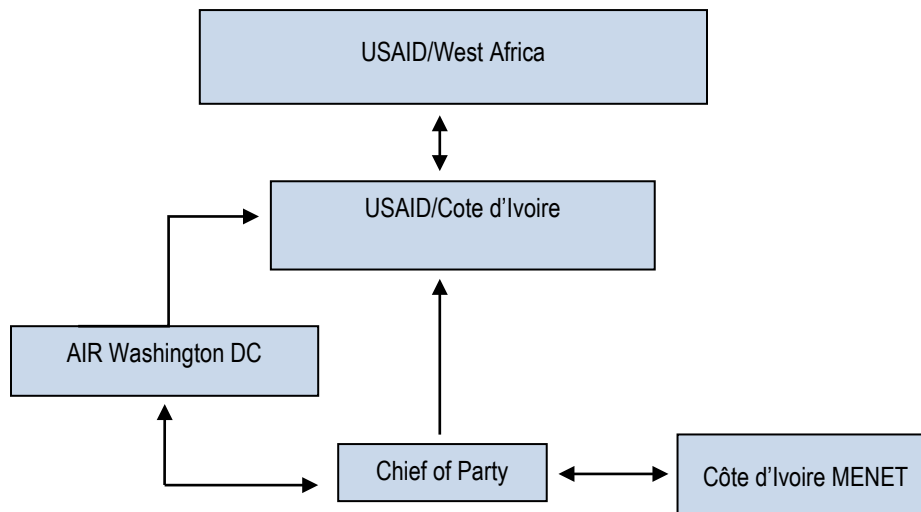 USAID/West Africa
USAID/Cote d’Ivoire
AIR Washington DC
Chief of Party
Côte d’Ivoire MENET